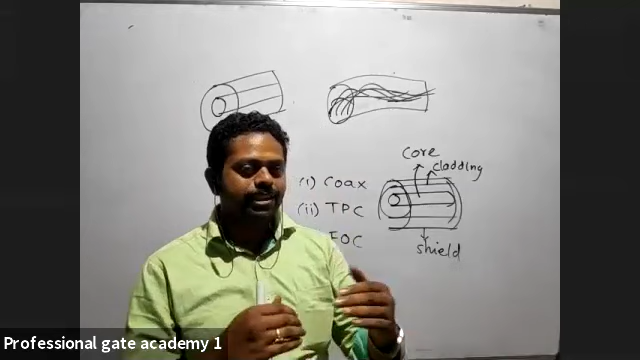 core
cladding
(i) Coax
(ii) TPC
FOC
shield
Professional gate academy 1